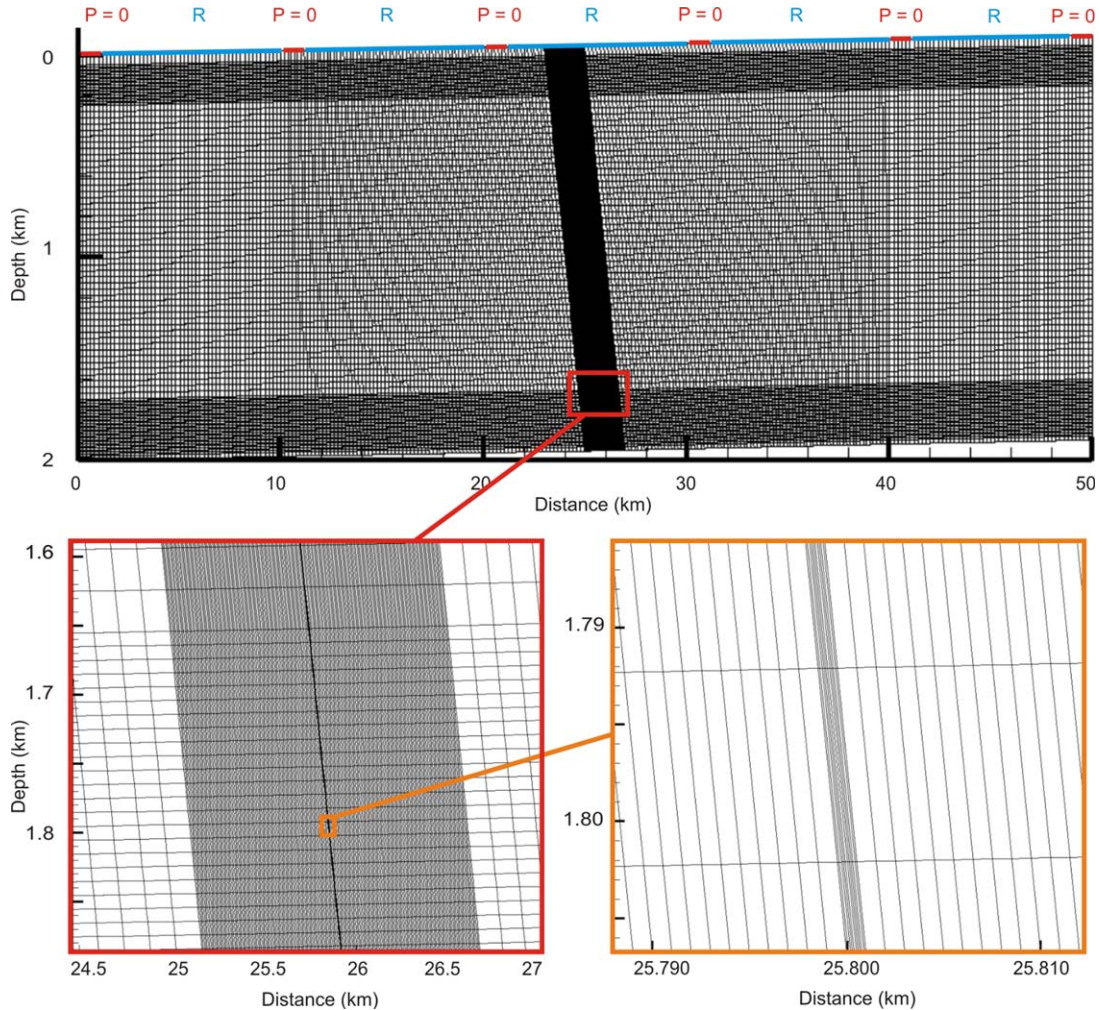 P = 0 R P = 0 R P = 0 R P = 0 R P = 0 R P = 0
0
1
2
Depth (km)
0 10 20 30 40 50
Distance (km)
1.6
1.7
1.8
Depth (km)
24.5 25 25.5 26 26.5 27
Distance (km)
1.79
1.80
25.790 25.800 25.810
Distance (km)